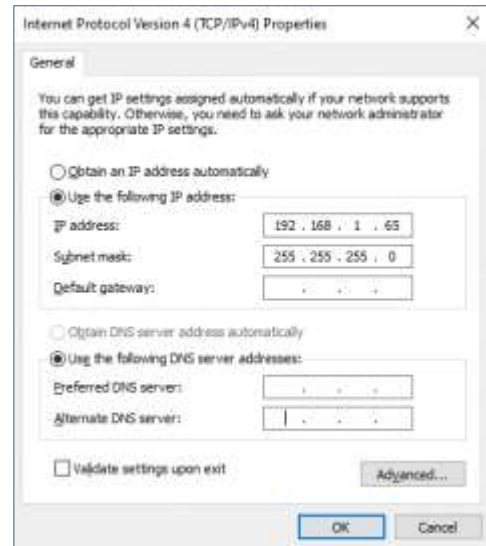 Internet Protocol Version 4 (TCP/IPv4) Properties
General
You can get IP settings assigned automatically if your network supports
this capability. Otherwise, you need to ask your network administrator
for the appropriate IP settings.
Obtain an IP address automatically
Use the following IP address:
IP address: 192 . 168 . 1 . 65
Subnet mask: 255 . 255 . 255 . 0
Default gateway: . . .
Obtain DNS server address automatically
Use the following DNS server addresses:
Preferred DNS server: . . .
Alternate DNS server: . . .
Validate settings upon exit
Advanced...
OK Cancel